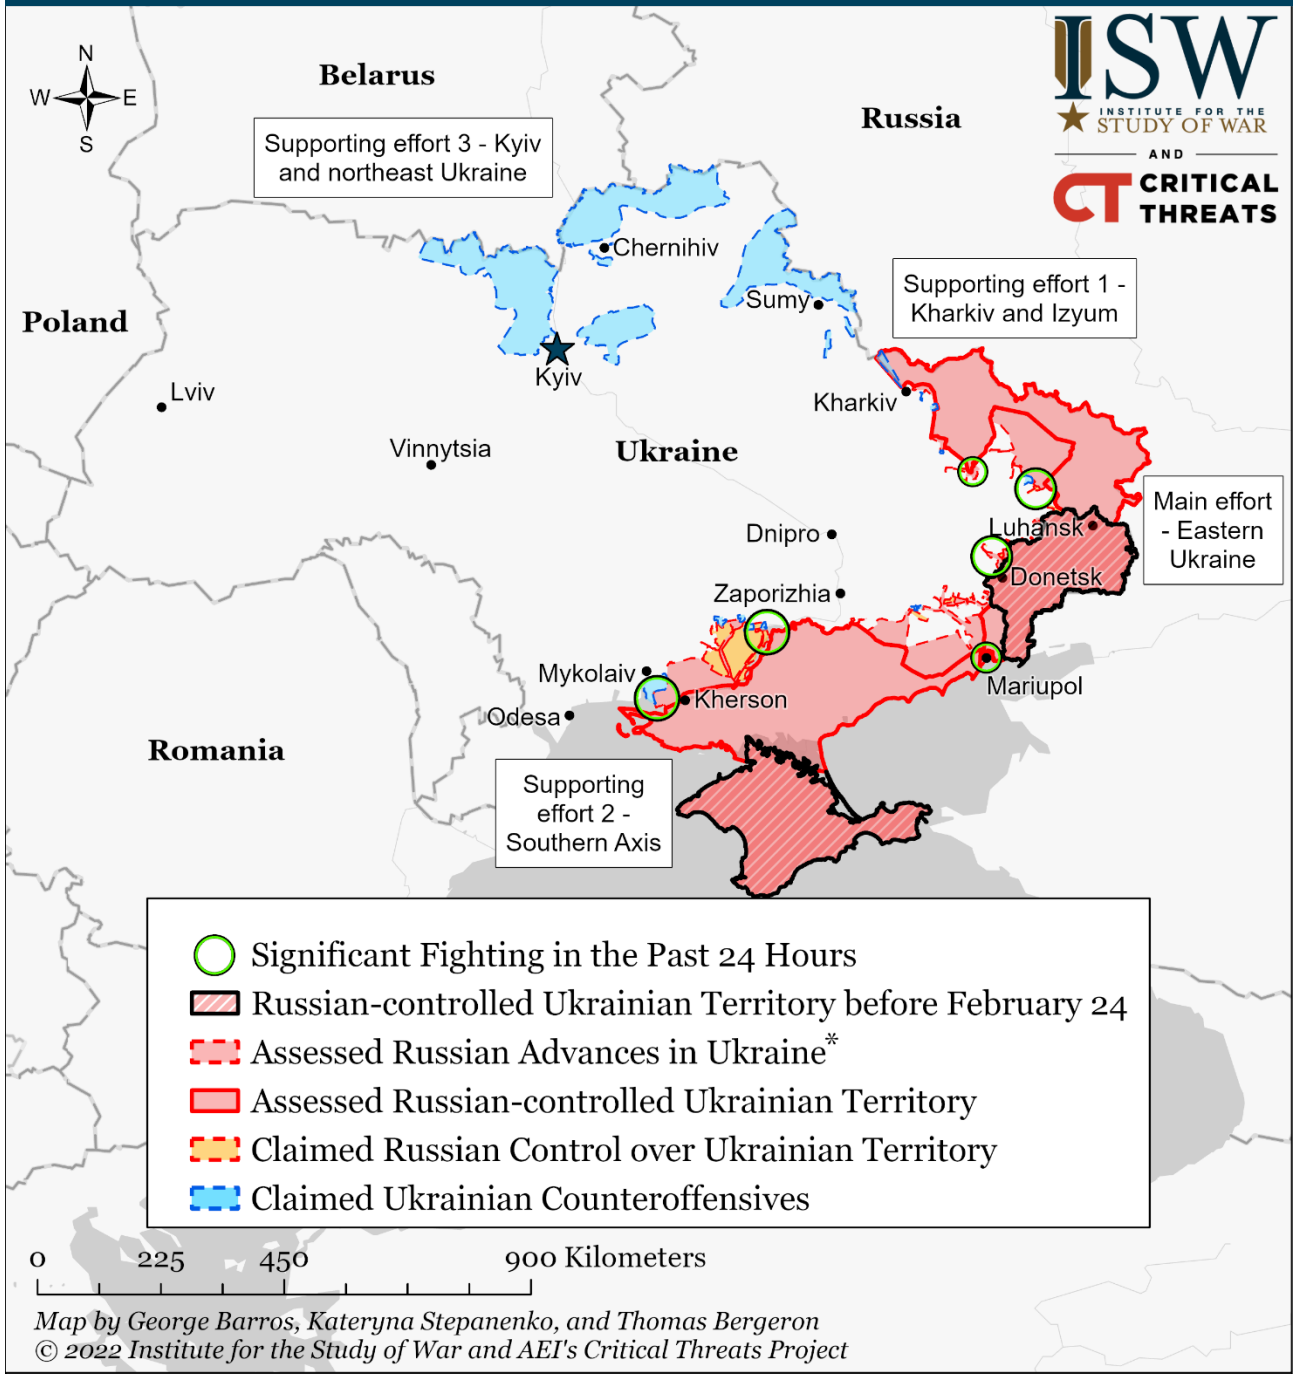 N
W E
S
Belarus
Russia
ISW
INSTITUTE FOR THE
STUDY OF WAR
AND
CT CRITICAL
THREATS
Supporting effort 3 - Kyiv
and northeast Ukraine
Chernihiv
Supporting effort 1 -
Kharkiv and Izyum
Sumy
Poland
Kyiv
Lviv
Kharkiv
Vinnytsia
Ukraine
Main effort
- Eastern
Ukraine
Luhansk
Dnipro
Donetsk
Zaporizhia
Mykolaiv
Mariupol
Kherson
Odesa
Romania
Supporting
effort 2 -
Southern Axis
Significant Fighting in the Past 24 Hours
Russian-controlled Ukrainian Territory before February 24
Assessed Russian Advances in Ukraine*
Assessed Russian-controlled Ukrainian Territory
Claimed Russian Control over Ukrainian Territory
Claimed Ukrainian Counteroffensives
0 225 450 900 Kilometers
Map by George Barros, Kateryna Stepanenko, and Thomas Bergeron
© 2022 Institute for the Study of War and AEI's Critical Threats Project